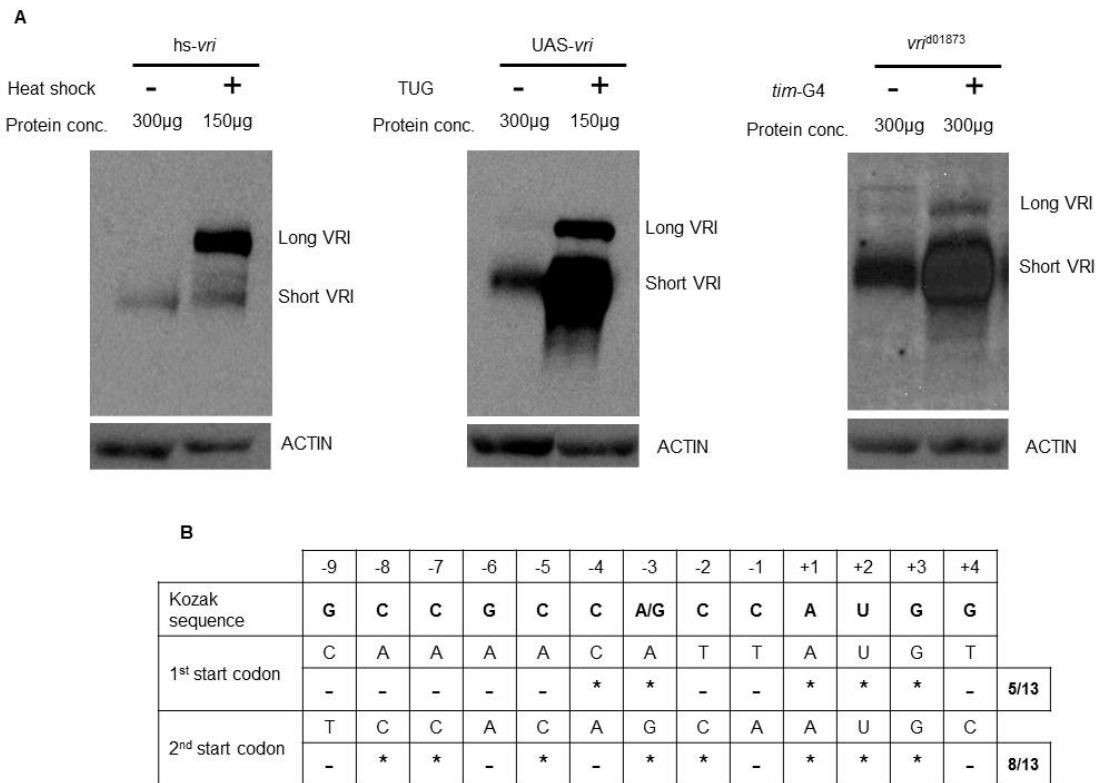 A
hs-vri UAS-vri vri^d01873
Heat shock - + TUG - + tim-G4 - +
Protein conc. 300µg 150µg Protein conc. 300µg 150µg Protein conc. 300µg 300µg
Long VRI Long VRI Long VRI
Short VRI Short VRI Short VRI
ACTIN ACTIN ACTIN
B
-9 -8 -7 -6 -5 -4 -3 -2 -1 +1 +2 +3 +4
Kozak sequence G C C G C C A/G C C A U G G
1st start codon C A A A A C A T T A U G T
- - - - - * * - - * * * - 5/13
2nd start codon T C C A C A G C A A U G C
- * * - * - * * - * * * - 8/13